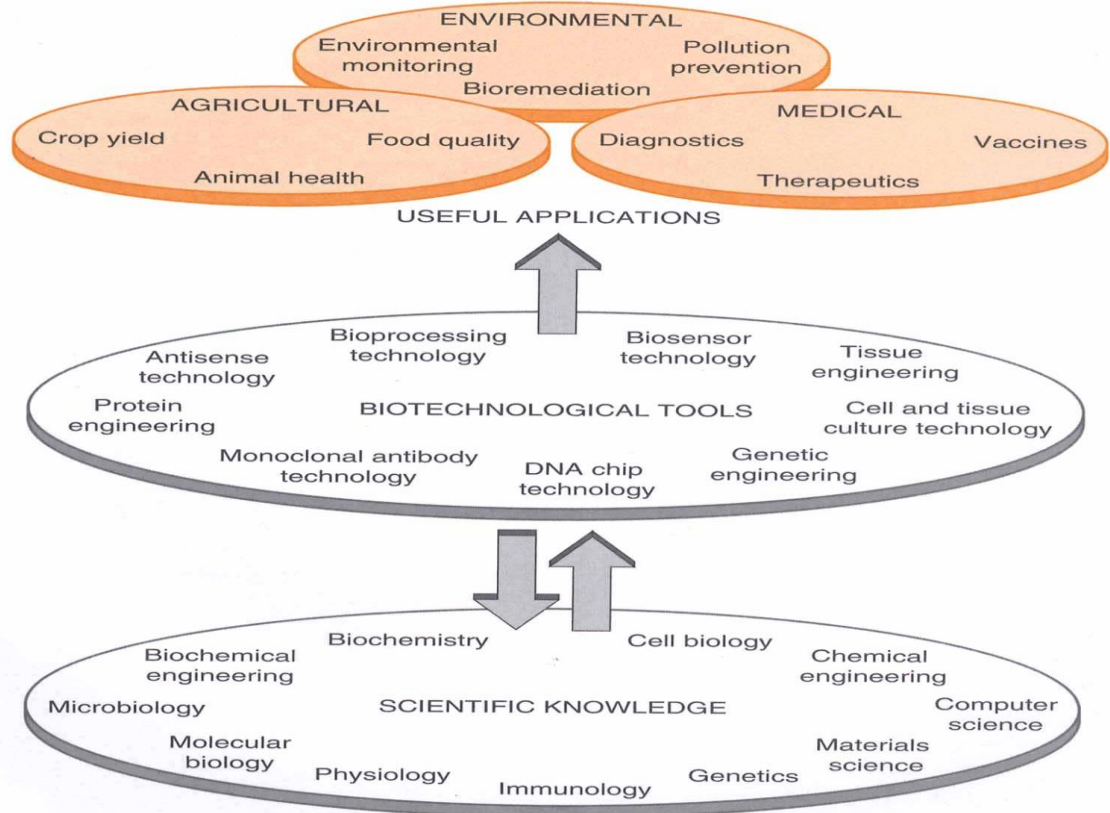 ENVIRONMENTAL
Environmental
monitoring
Pollution
prevention
Bioremediation
AGRICULTURAL
Crop yield
Food quality
Animal health
MEDICAL
Diagnostics
Vaccines
Therapeutics
USEFUL APPLICATIONS
Bioprocessing
technology
Biosensor
technology
Antisense
technology
Tissue
engineering
Protein
engineering
BIOTECHNOLOGICAL TOOLS
Cell and tissue
culture technology
Monoclonal antibody
technology
DNA chip
technology
Genetic
engineering
Biochemistry
Cell biology
Biochemical
engineering
Chemical
engineering
Microbiology
SCIENTIFIC KNOWLEDGE
Computer
science
Molecular
biology
Physiology
Immunology
Genetics
Materials
science